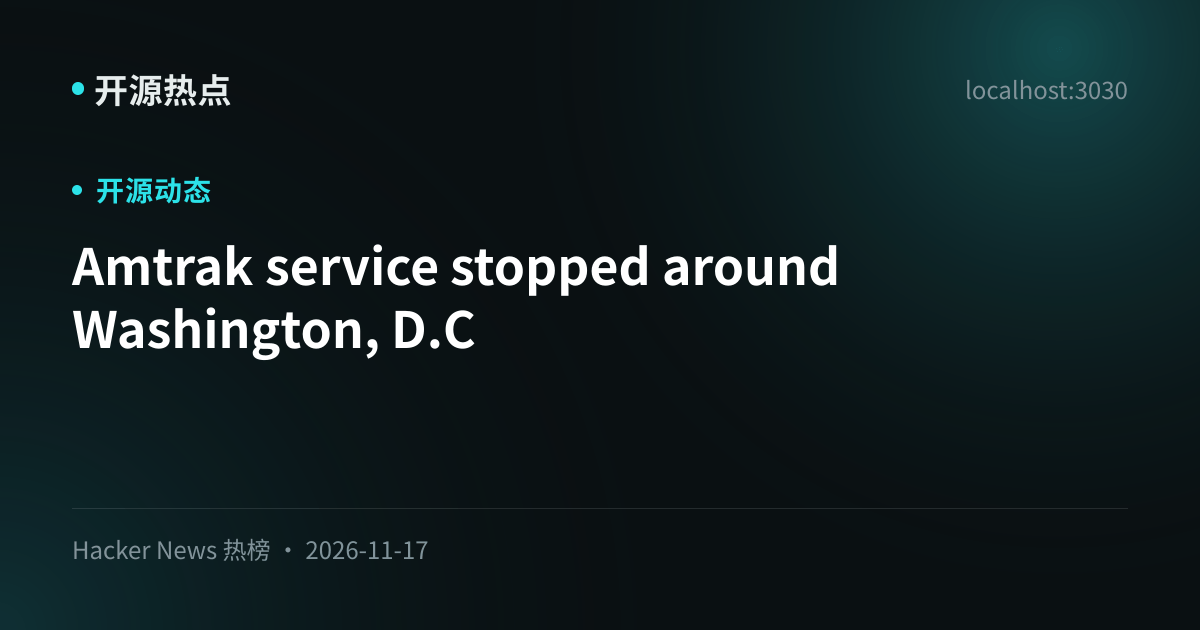 开源热点
localhost:3030
开源动态
Amtrak service stopped around
Washington, D.C
Hacker News 热榜 · 2026-11-17